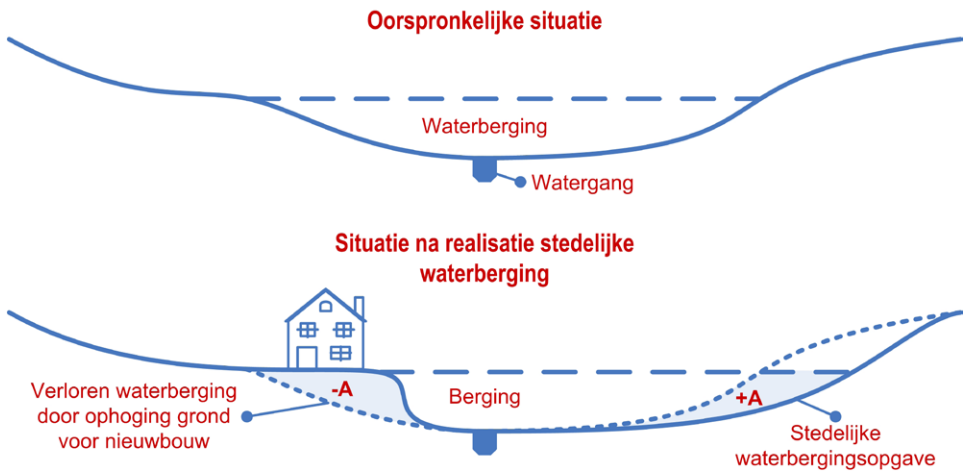 Oorspronkelijke situatie
Waterberging
Watergang
Situatie na realisatie stedelijke
waterberging
Verloren waterberging
door ophoging grond
voor nieuwbouw
-A
Berging
+A
Stedelijke
waterbergingsopgave